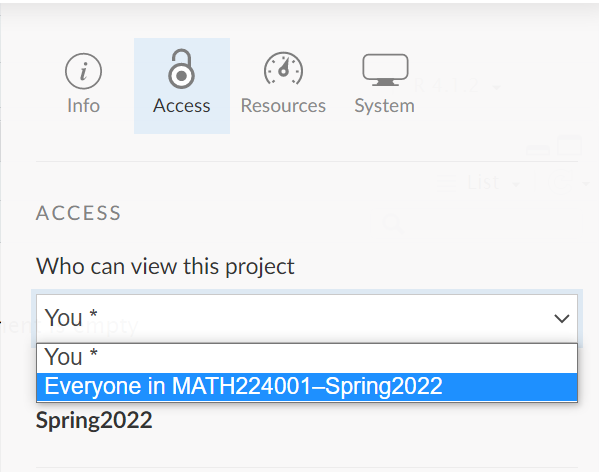 Info Access Resources System
ACCESS
Who can view this project
You *
You *
Everyone in MATH224001–Spring2022
Spring2022